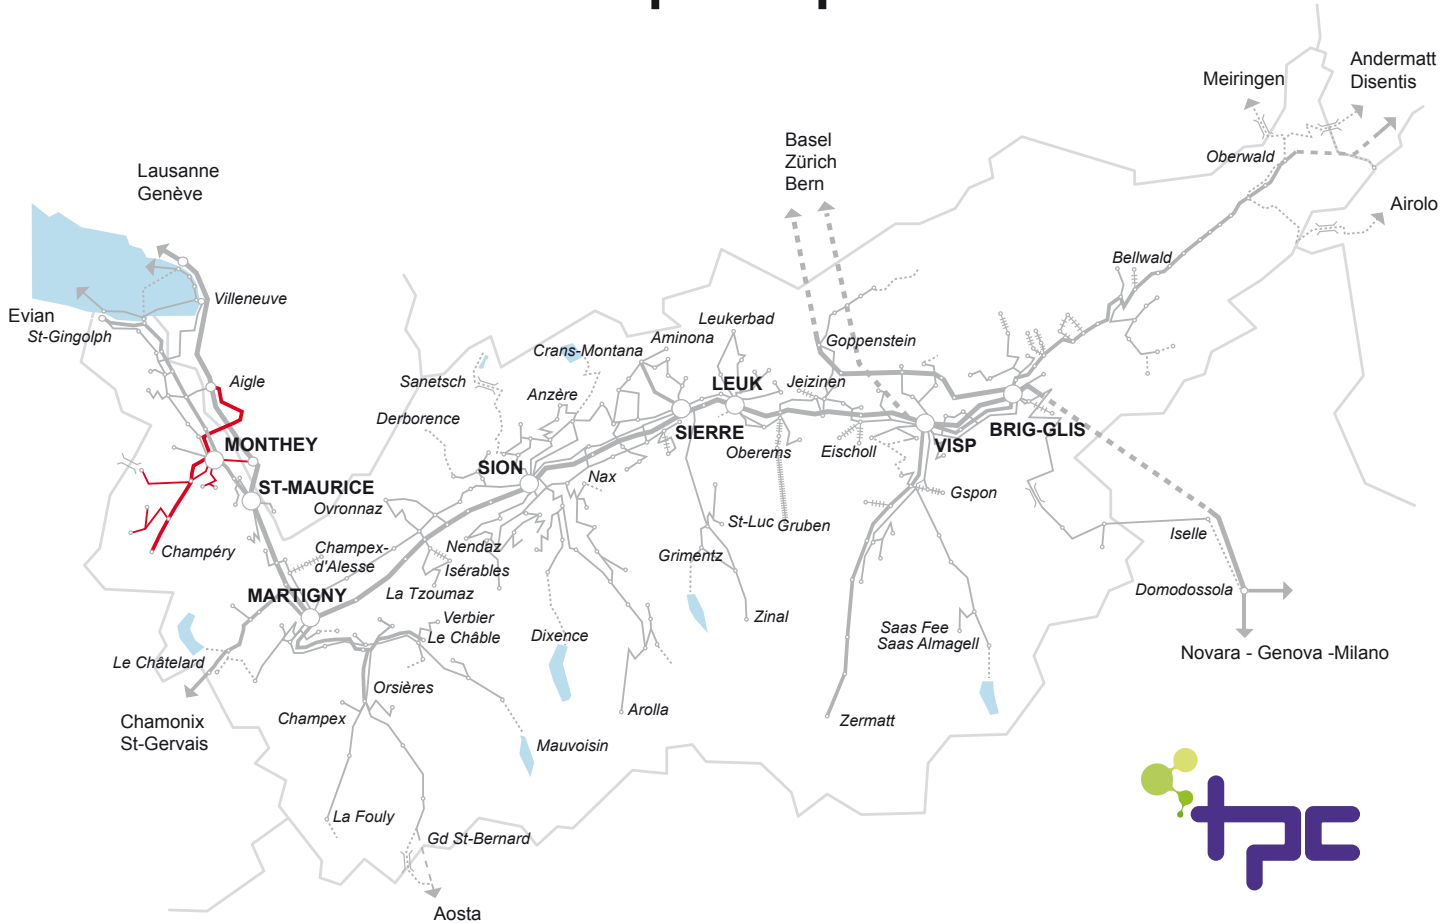 Andermatt
Disentis
Meiringen
Basel
Zürich
Bern
Oberwald
Lausanne
Genève
Airolo
Bellwald
Villeneuve
Evian
St-Gingolph
Leukerbad
Aminona
Goppenstein
Crans-Montana
Sanetsch
Aigle
LEUK
Jeizinen
Anzère
Derborence
SIERRE
BRIG-GLIS
MONTHEY
VISP
Oberems
Eischoll
SION
Nax
ST-MAURICE
Gspon
Ovronnaz
St-Luc
Gruben
Iselle
Champéry
Champex-
d'Alesse
Nendaz
Grimentz
Isérables
MARTIGNY
La Tzoumaz
Domodossola
Verbier
Zinal
Le Châble
Dixence
Saas Fee
Saas Almagell
Novara - Genova -Milano
Le Châtelard
Orsières
Arolla
Zermatt
Champex
Chamonix
St-Gervais
Mauvoisin
La Fouly
Gd St-Bernard
tpc
Aosta